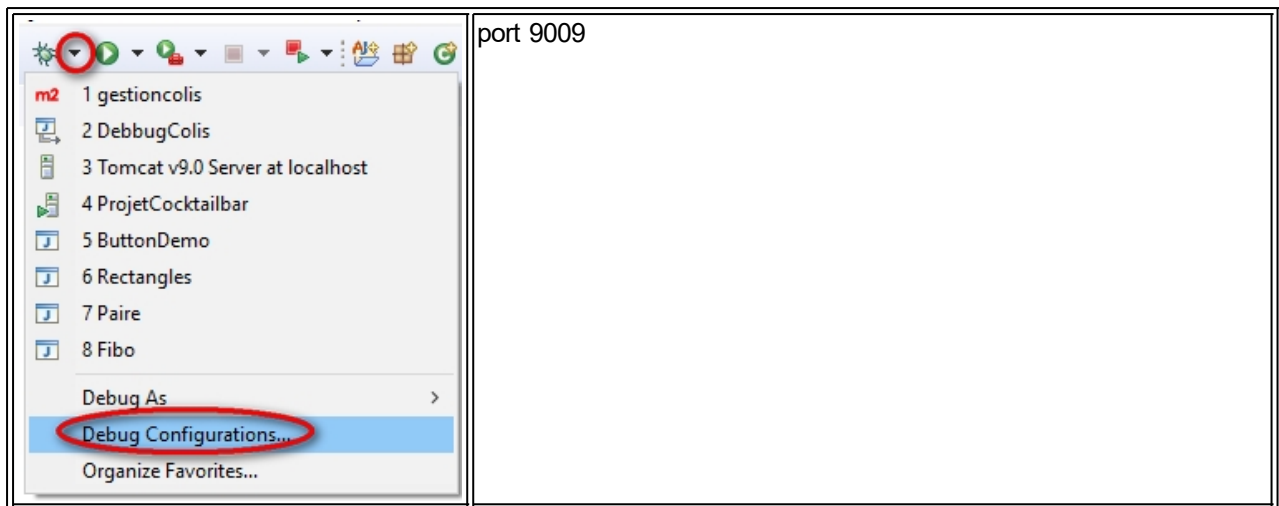 m2 1 gestioncolis
2 DebbugColis
3 Tomcat v9.0 Server at localhost
4 ProjetCocktailbar
5 ButtonDemo
6 Rectangles
7 Paire
8 Fibo
Debug As >
Debug Configurations...
Organize Favorites...
port 9009